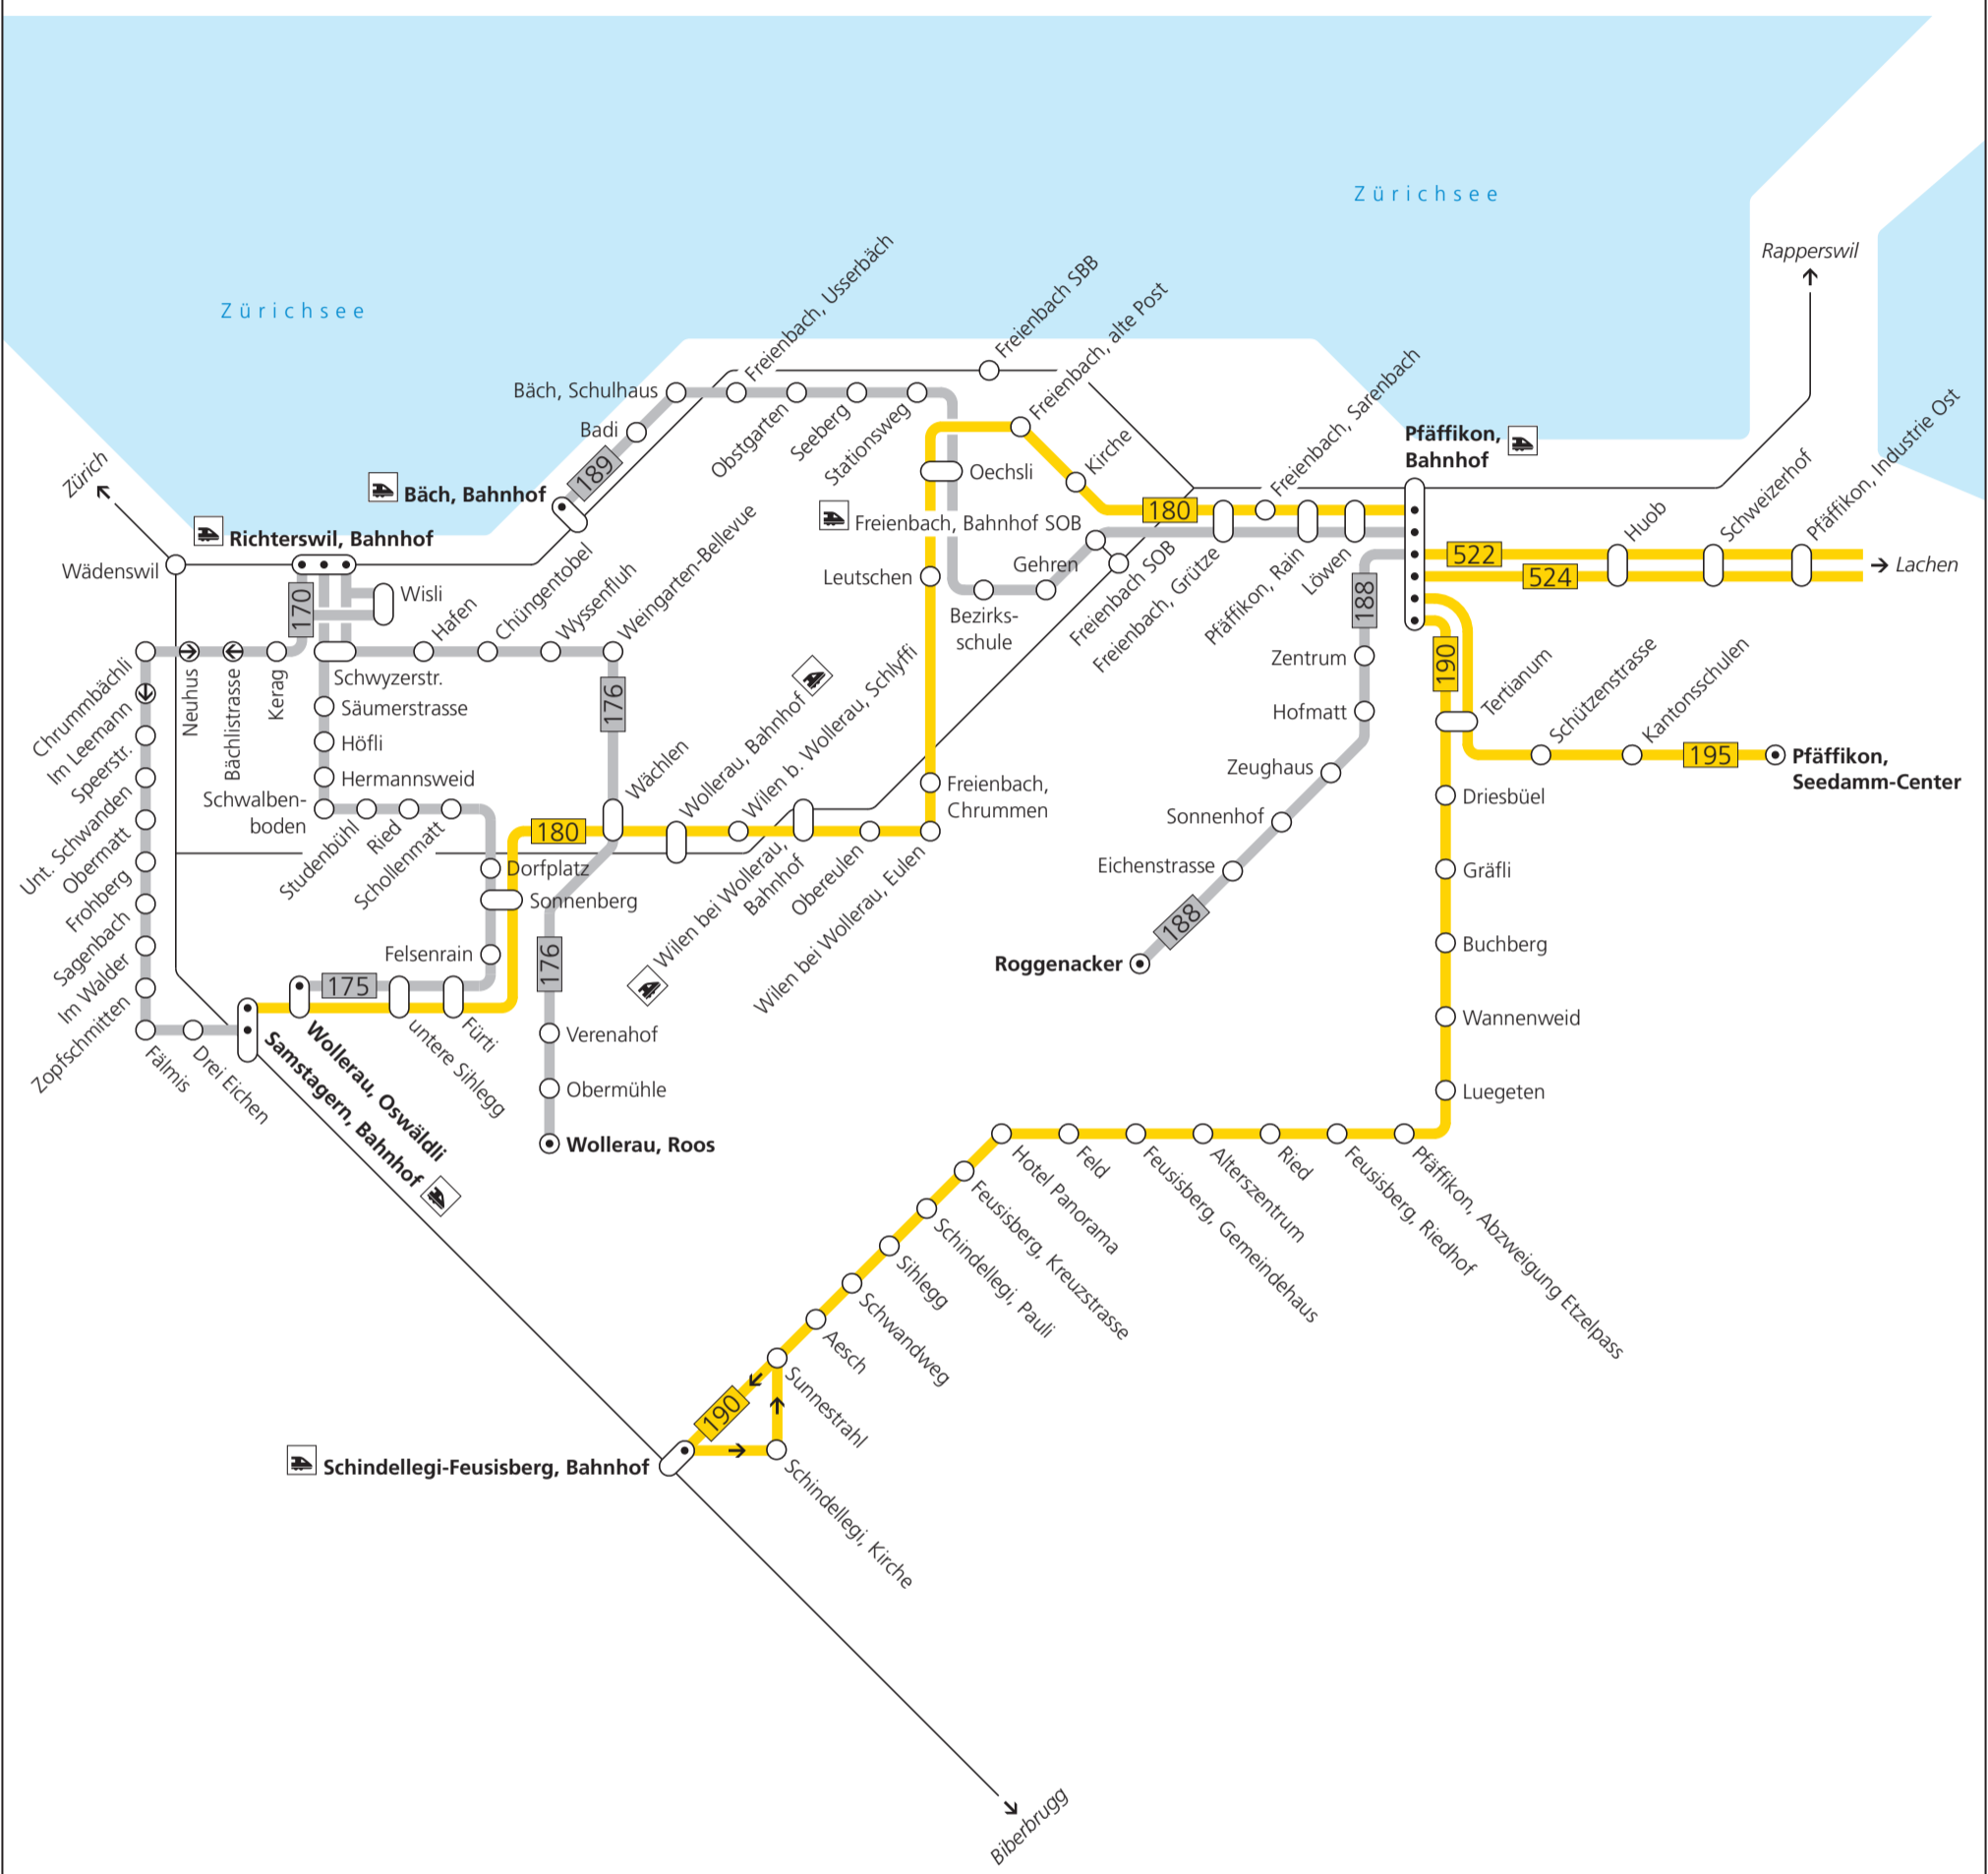 Zürichsee
Zürichsee
Rapperswil
Freienbach, Usserbäch
Freienbach SBB
Freienbach, alte Post
Freienbach, Sarenbach
Bäch, Schulhaus
Badi
Obstgarten
Seeberg
Stationsweg
Oechsli
Kirche
Pfäffikon,
Bahnhof
Schweizerhof
Pfäffikon, Industrie Ost
Huob
Zürich
189
Bäch, Bahnhof
Richterswil, Bahnhof
Wädenswil
180
Freienbach, Bahnhof SOB
Gehren
Leutschen
Bezirks-
schule
Freienbach SOB
Freienbach, Grütze
Pfäffikon, Rain
Löwen
522
524
Lachen
188
190
170
Wisli
Hafen
Chüngentobel
Wyssenfluh
Weingarten-Bellevue
Chrummbächli
Im Leemann
Speerstr.
Unt. Schwanden
Obermatt
Frohberg
Sagenbach
Im Walder
Zopfschmitten
Neuhus
Bächlistrasse
Kerag
Schwyzerstr.
Säumerstrasse
Höfli
Hermannsweid
Schwalben-
boden
Studenbühl
Ried
Schollenmatt
176
Wächlen
Wollerau, Bahnhof
Wilen b. Wollerau, Schlyffi
180
Dorfplatz
Sonnenberg
Felsenrain
175
176
Wilen bei Wollerau,
Bahnhof
Obereulen
Wilen bei Wollerau, Eulen
Freienbach,
Chrummen
Zentrum
Hofmatt
Zeughaus
Sonnenhof
Eichenstrasse
188
Roggenacker
Tertianum
Schützenstrasse
Kantonsschulen
195
Pfäffikon,
Seedamm-Center
Driesbüel
Gräfli
Buchberg
Wannenweid
Luegeten
Fälmis
Drei Eichen
Samstagern, Bahnhof
Wollerau, Oswäldli
untere Sihlegg
Fürti
Verenahof
Obermühle
Wollerau, Roos
Hotel Panorama
Feld
Feusisberg, Gemeindehaus
Alterszentrum
Ried
Feusisberg, Riedhof
Pfäffikon, Abzweigung Etzelpass
Feusisberg, Kreuzstrasse
Schindellegi, Pauli
Sihlegg
Schwandweg
Aesch
Sunnestrahl
190
Schindellegi-Feusisberg, Bahnhof
Schindellegi, Kirche
Biberbrugg